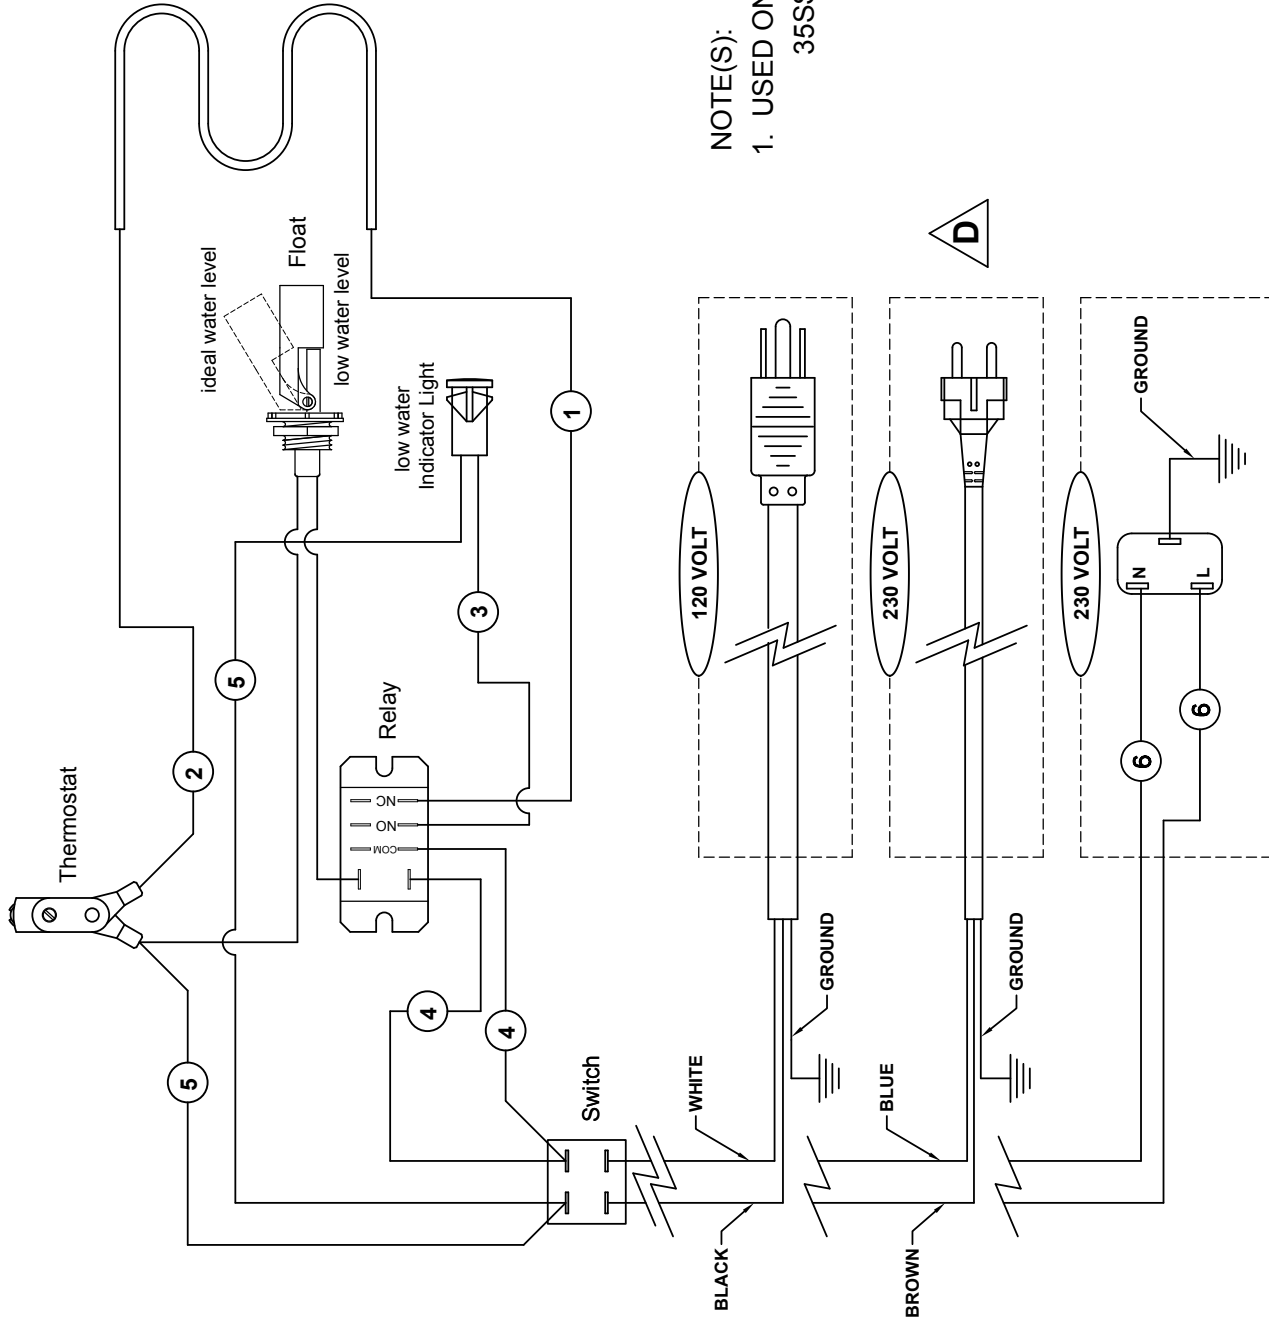 Thermostat
2
5
5
ideal water level
Float
low water level
low water
Indicator Light
1
3
Relay
COM
NO
NC
4
4
Switch
NOTE(S):
1. USED ON
35SS
D
120 VOLT
WHITE
BLACK
GROUND
230 VOLT
BLUE
BROWN
GROUND
230 VOLT
N
L
GROUND
6
6